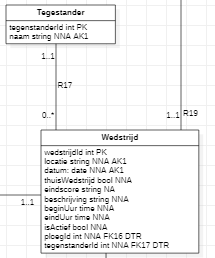 Tegestander
tegenstanderId int PK
naam string NNA AK1
1..1
R17
0..*
1..1
R19
Wedstrijd
wedstrijdId int PK
locatie string NNA AK1
datum: date NNA AK1
thuisWedstrijd bool NNA
eindscore string NA
beschrijving string NNA
beginUur time NNA
eindUur time NNA
isActief bool NNA
ploegId int NNA FK16 DTR
tegenstanderId int NNA FK17 DTR
1..1